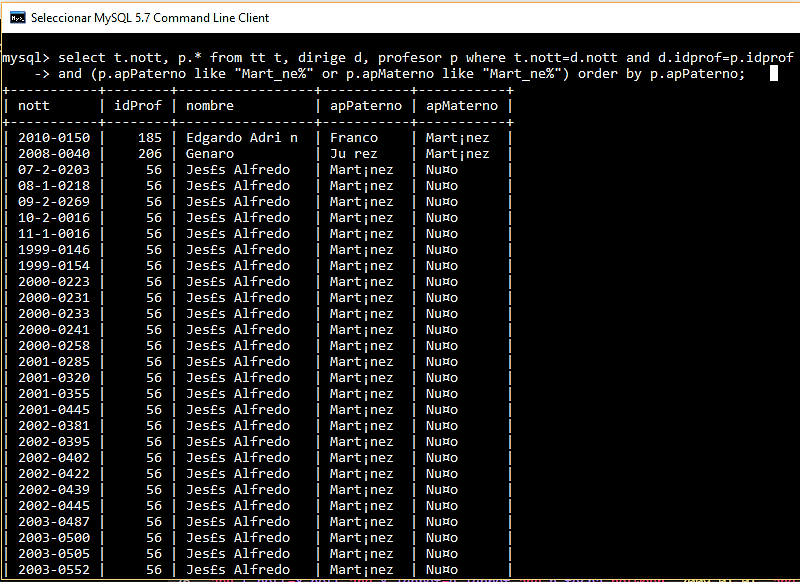 Seleccionar MySQL 5.7 Command Line Client
mysql> select t.nott, p.* from tt t, dirige d, profesor p where t.nott=d.nott and d.idprof=p.idprof
    -> and (p.apPaterno like "Mart_ne%" or p.apMaterno like "Mart_ne%") order by p.apPaterno;
+-----------+--------+-----------------+-----------+-----------+
| nott      | idProf | nombre          | apPaterno | apMaterno |
+-----------+--------+-----------------+-----------+-----------+
| 2010-0150 |    185 | Edgardo Adri n  | Franco    | Mart¡nez  |
| 2008-0040 |    206 | Genaro          | Ju rez    | Mart¡nez  |
| 07-2-0203 |     56 | Jes£s Alfredo   | Mart¡nez  | Nu¤o      |
| 08-1-0218 |     56 | Jes£s Alfredo   | Mart¡nez  | Nu¤o      |
| 09-2-0269 |     56 | Jes£s Alfredo   | Mart¡nez  | Nu¤o      |
| 10-2-0016 |     56 | Jes£s Alfredo   | Mart¡nez  | Nu¤o      |
| 11-1-0016 |     56 | Jes£s Alfredo   | Mart¡nez  | Nu¤o      |
| 1999-0146 |     56 | Jes£s Alfredo   | Mart¡nez  | Nu¤o      |
| 1999-0154 |     56 | Jes£s Alfredo   | Mart¡nez  | Nu¤o      |
| 2000-0223 |     56 | Jes£s Alfredo   | Mart¡nez  | Nu¤o      |
| 2000-0231 |     56 | Jes£s Alfredo   | Mart¡nez  | Nu¤o      |
| 2000-0233 |     56 | Jes£s Alfredo   | Mart¡nez  | Nu¤o      |
| 2000-0241 |     56 | Jes£s Alfredo   | Mart¡nez  | Nu¤o      |
| 2000-0258 |     56 | Jes£s Alfredo   | Mart¡nez  | Nu¤o      |
| 2001-0285 |     56 | Jes£s Alfredo   | Mart¡nez  | Nu¤o      |
| 2001-0320 |     56 | Jes£s Alfredo   | Mart¡nez  | Nu¤o      |
| 2001-0355 |     56 | Jes£s Alfredo   | Mart¡nez  | Nu¤o      |
| 2001-0445 |     56 | Jes£s Alfredo   | Mart¡nez  | Nu¤o      |
| 2002-0381 |     56 | Jes£s Alfredo   | Mart¡nez  | Nu¤o      |
| 2002-0395 |     56 | Jes£s Alfredo   | Mart¡nez  | Nu¤o      |
| 2002-0402 |     56 | Jes£s Alfredo   | Mart¡nez  | Nu¤o      |
| 2002-0422 |     56 | Jes£s Alfredo   | Mart¡nez  | Nu¤o      |
| 2002-0439 |     56 | Jes£s Alfredo   | Mart¡nez  | Nu¤o      |
| 2002-0445 |     56 | Jes£s Alfredo   | Mart¡nez  | Nu¤o      |
| 2003-0487 |     56 | Jes£s Alfredo   | Mart¡nez  | Nu¤o      |
| 2003-0500 |     56 | Jes£s Alfredo   | Mart¡nez  | Nu¤o      |
| 2003-0505 |     56 | Jes£s Alfredo   | Mart¡nez  | Nu¤o      |
| 2003-0552 |     56 | Jes£s Alfredo   | Mart¡nez  | Nu¤o      |